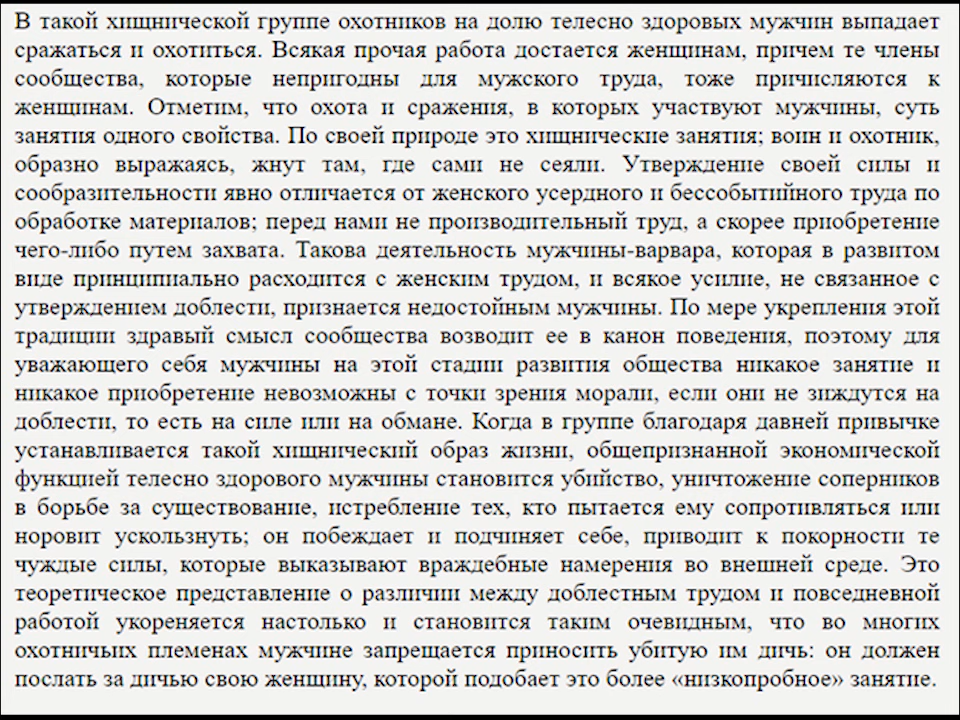 В такой хищнической группе охотников на долю телесно здоровых мужчин выпадает
сражаться и охотиться. Всякая прочая работа достается женщинам, причем те члены
сообщества, которые непригодны для мужского труда, тоже причисляются к
женщинам. Отметим, что охота и сражения, в которых участвуют мужчины, суть
занятия одного свойства. По своей природе это хищнические занятия; воин и охотник,
образно выражаясь, жнут там, где сами не сеяли. Утверждение своей силы и
сообразительности явно отличается от женского усердного и бессобытийного труда по
обработке материалов; перед нами не производительный труд, а скорее приобретение
чего-либо путем захвата. Такова деятельность мужчины-варвара, которая в развитом
виде принципиально расходится с женским трудом, и всякое усилие, не связанное с
утверждением доблести, признается недостойным мужчины. По мере укрепления этой
традиции здравый смысл сообщества возводит ее в канон поведения, поэтому для
уважающего себя мужчины на этой стадии развития общества никакое занятие и
никакое приобретение невозможны с точки зрения морали, если они не зиждутся на
доблести, то есть на силе или на обмане. Когда в группе благодаря давней привычке
устанавливается такой хищнический образ жизни, общепризнанной экономической
функцией телесно здорового мужчины становится убийство, уничтожение соперников
в борьбе за существование, истребление тех, кто пытается ему сопротивляться или
норовит ускользнуть; он побеждает и подчиняет себе, приводит к покорности те
чуждые силы, которые выказывают враждебные намерения во внешней среде. Это
теоретическое представление о различии между доблестным трудом и повседневной
работой укореняется настолько и становится таким очевидным, что во многих
охотничьих племенах мужчине запрещается приносить убитую им дичь: он должен
послать за дичью свою женщину, которой подобает это более «низкопробное» занятие.